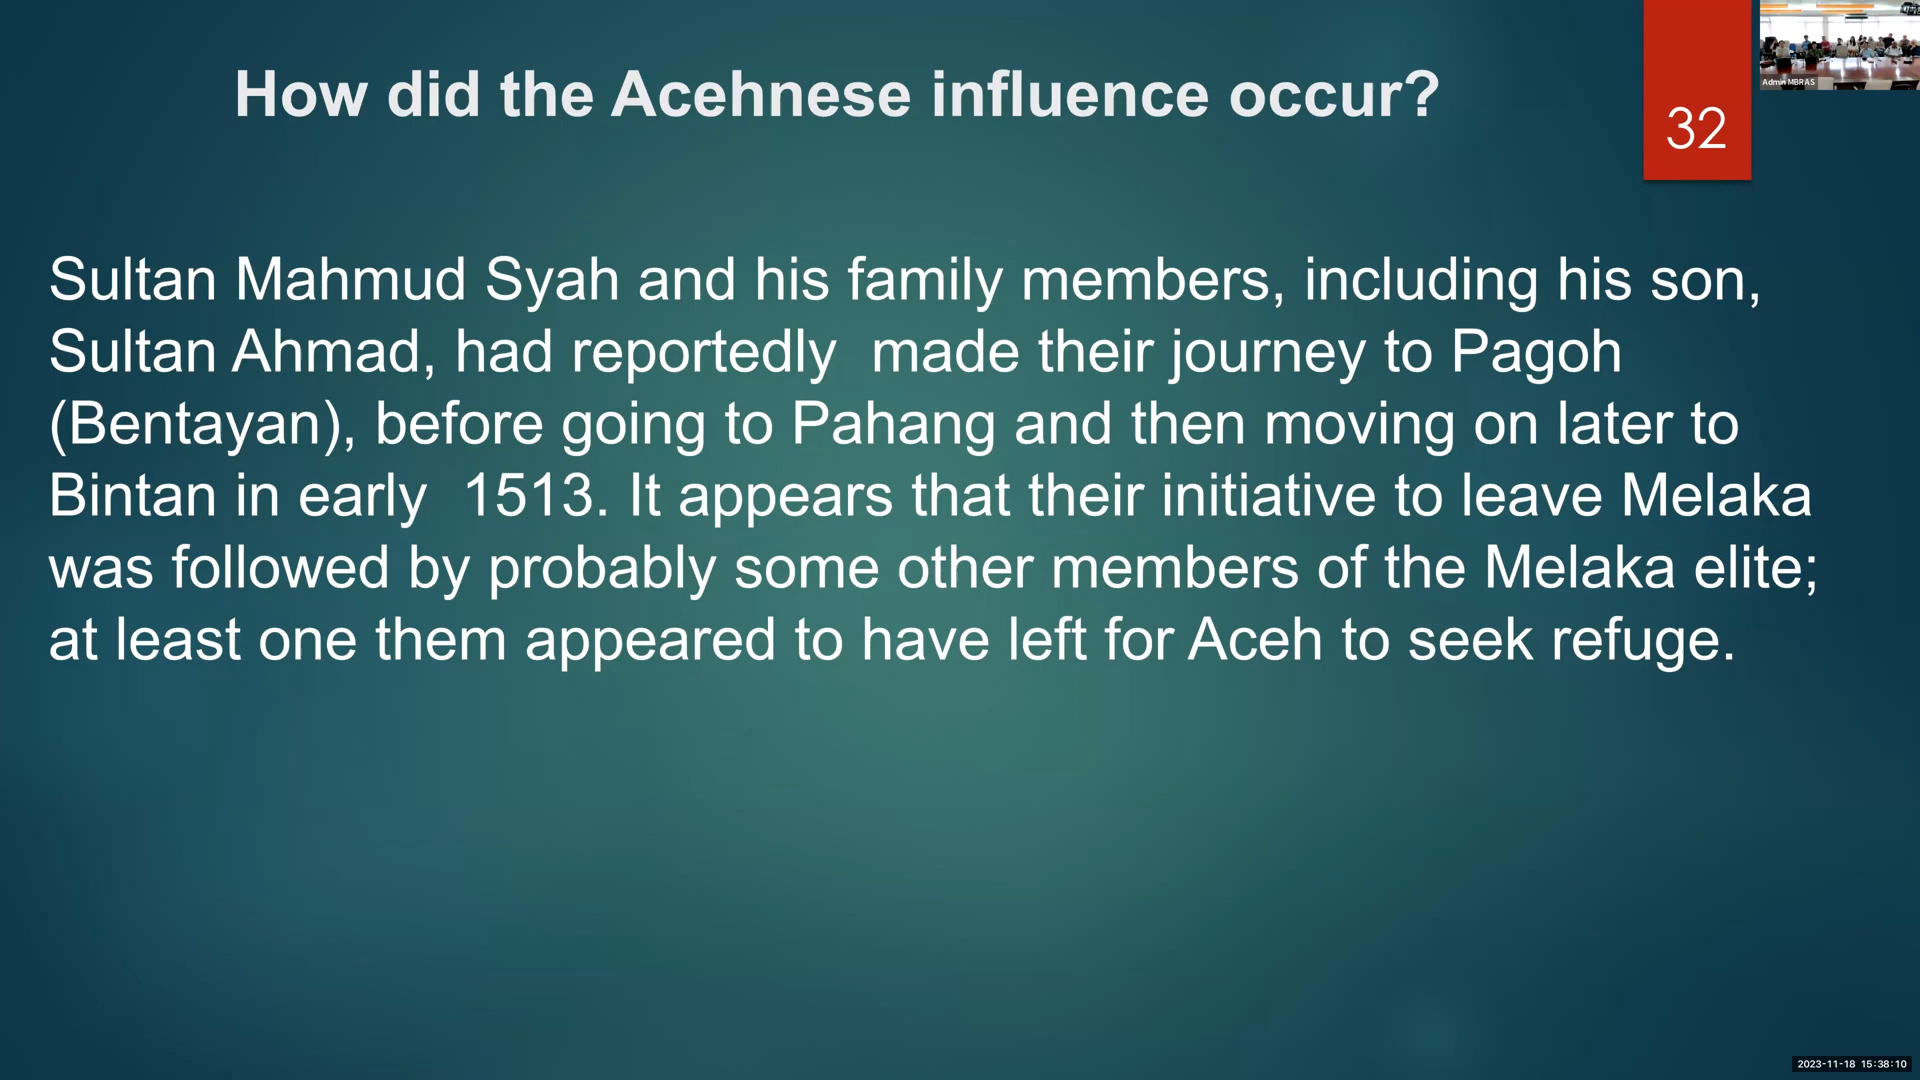 How did the Acehnese influence occur?
32
Admin MBRAS
Sultan Mahmud Syah and his family members, including his son,
Sultan Ahmad, had reportedly  made their journey to Pagoh
(Bentayan), before going to Pahang and then moving on later to
Bintan in early  1513. It appears that their initiative to leave Melaka
was followed by probably some other members of the Melaka elite;
at least one them appeared to have left for Aceh to seek refuge.
2023-11-18 15:38:10